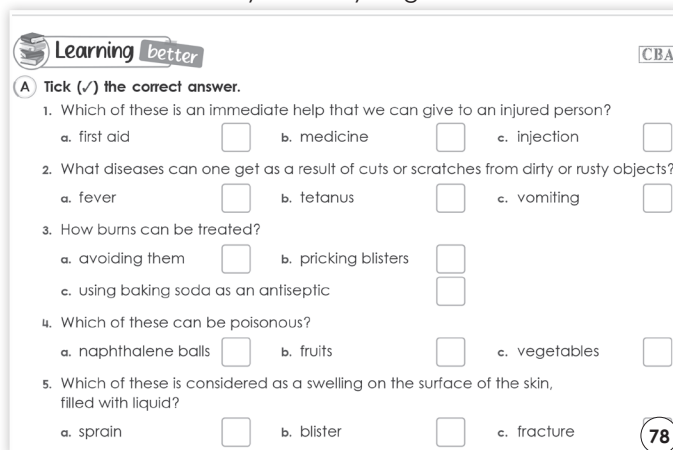 Learning better
CBA
A Tick (✓) the correct answer.
1. Which of these is an immediate help that we can give to an injured person?
a. first aid b. medicine c. injection
2. What diseases can one get as a result of cuts or scratches from dirty or rusty objects?
a. fever b. tetanus c. vomiting
3. How burns can be treated?
a. avoiding them b. pricking blisters
c. using baking soda as an antiseptic
4. Which of these can be poisonous?
a. naphthalene balls b. fruits c. vegetables
5. Which of these is considered as a swelling on the surface of the skin,
filled with liquid?
a. sprain b. blister c. fracture
78